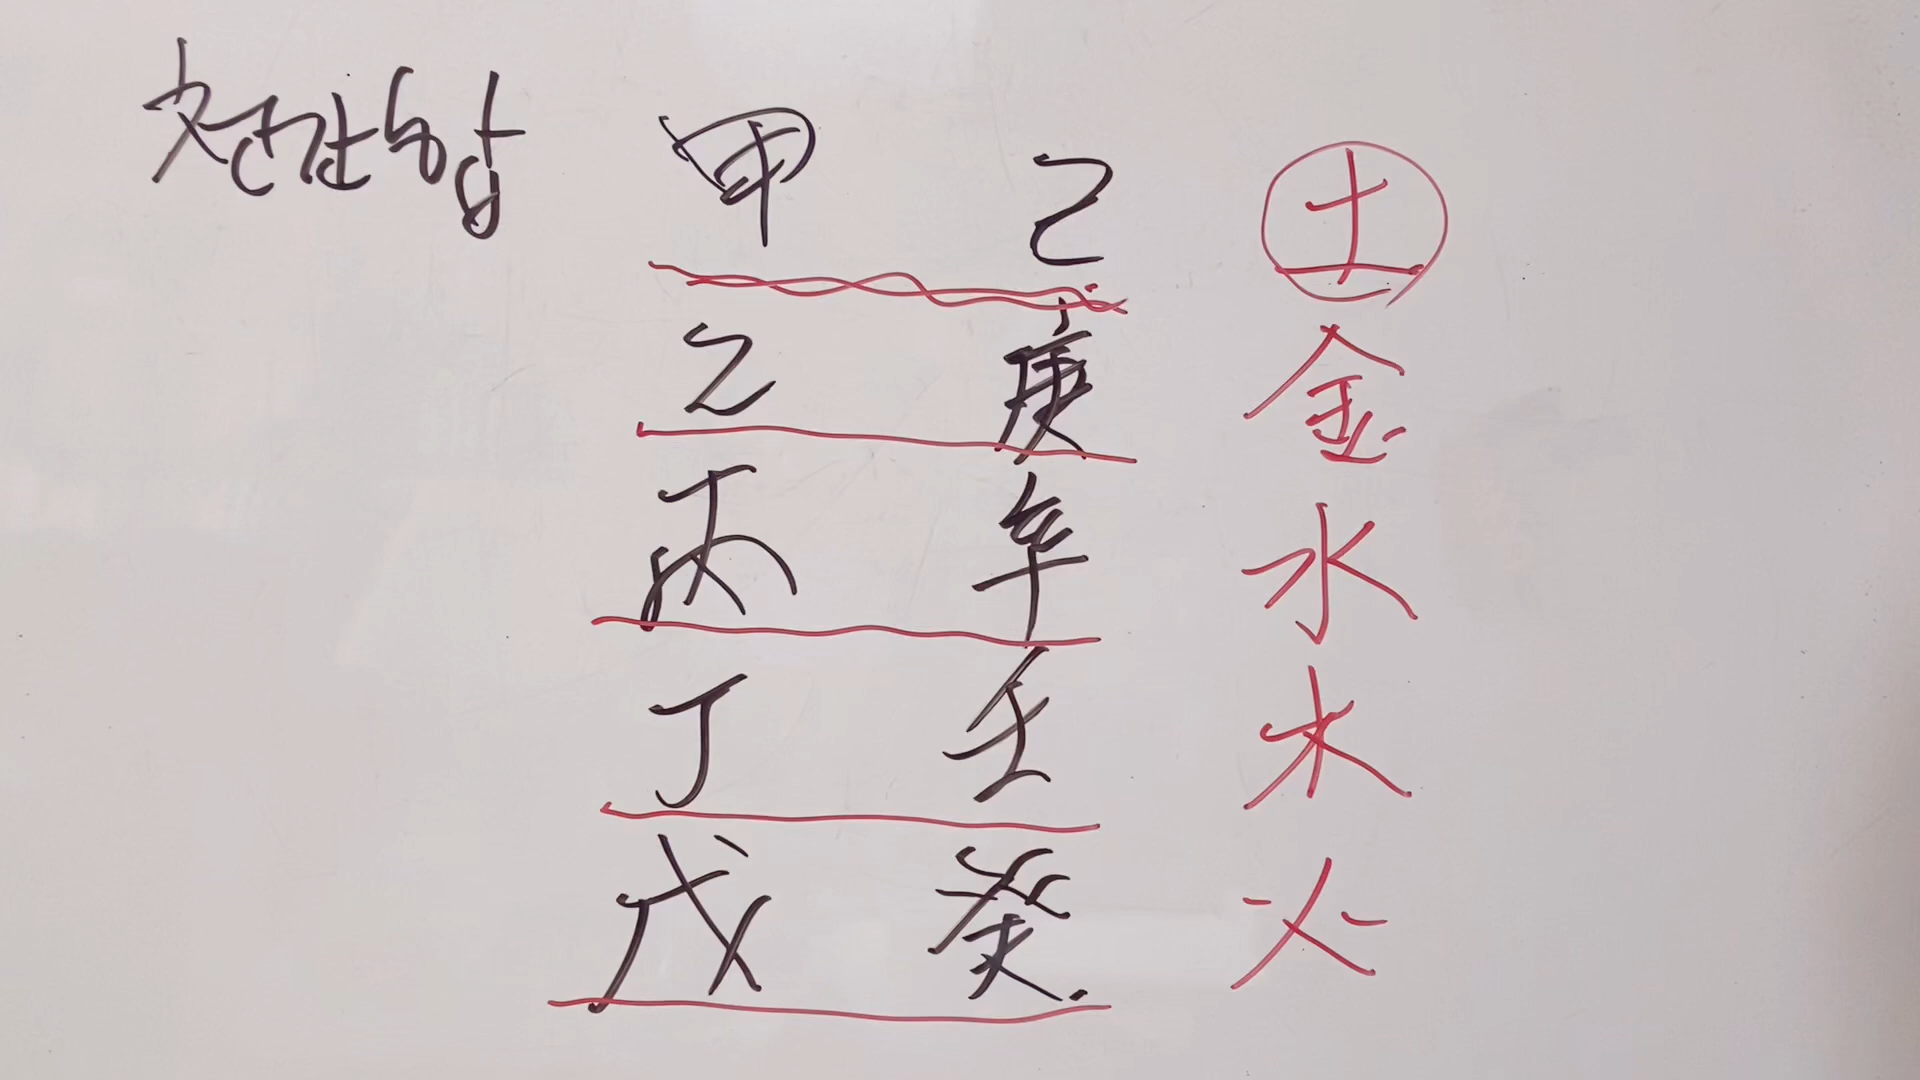 甲 乙 土
乙 庚 金
丙 辛 水
丁 壬 木
戊 癸 火